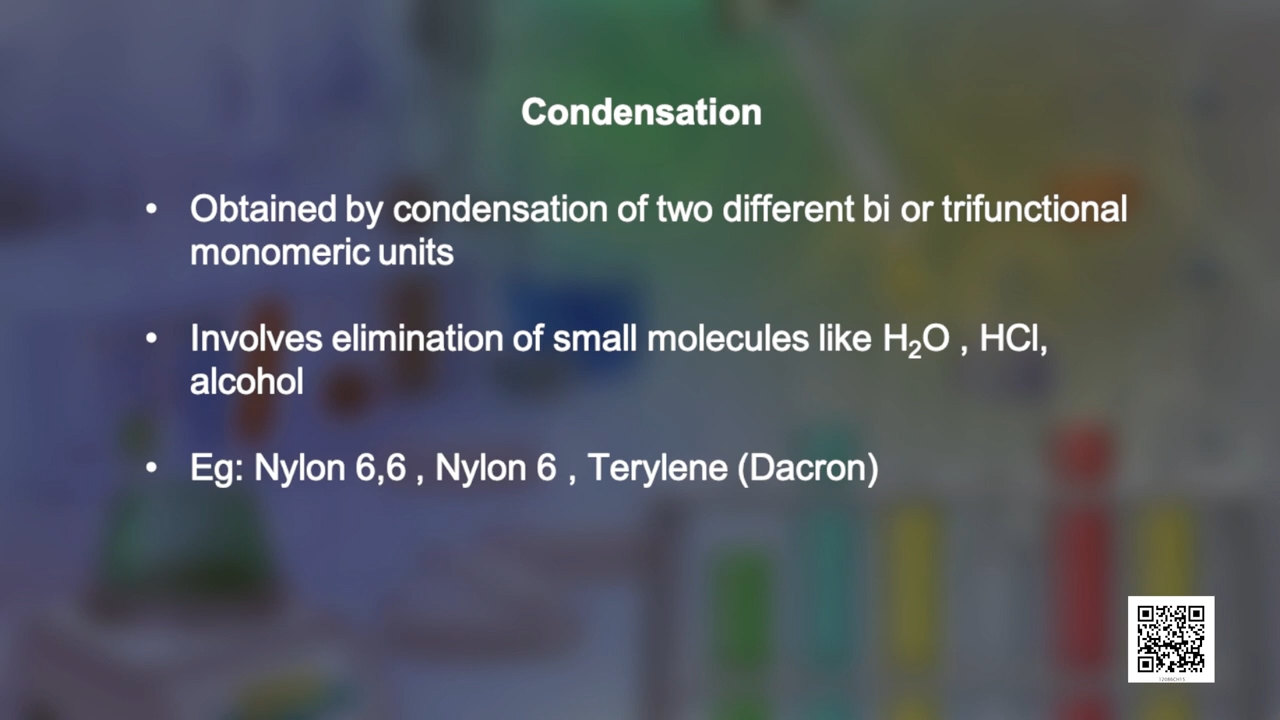 Condensation
• Obtained by condensation of two different bi or trifunctional
monomeric units
• Involves elimination of small molecules like H₂O , HCl,
alcohol
• Eg: Nylon 6,6 , Nylon 6 , Terylene (Dacron)